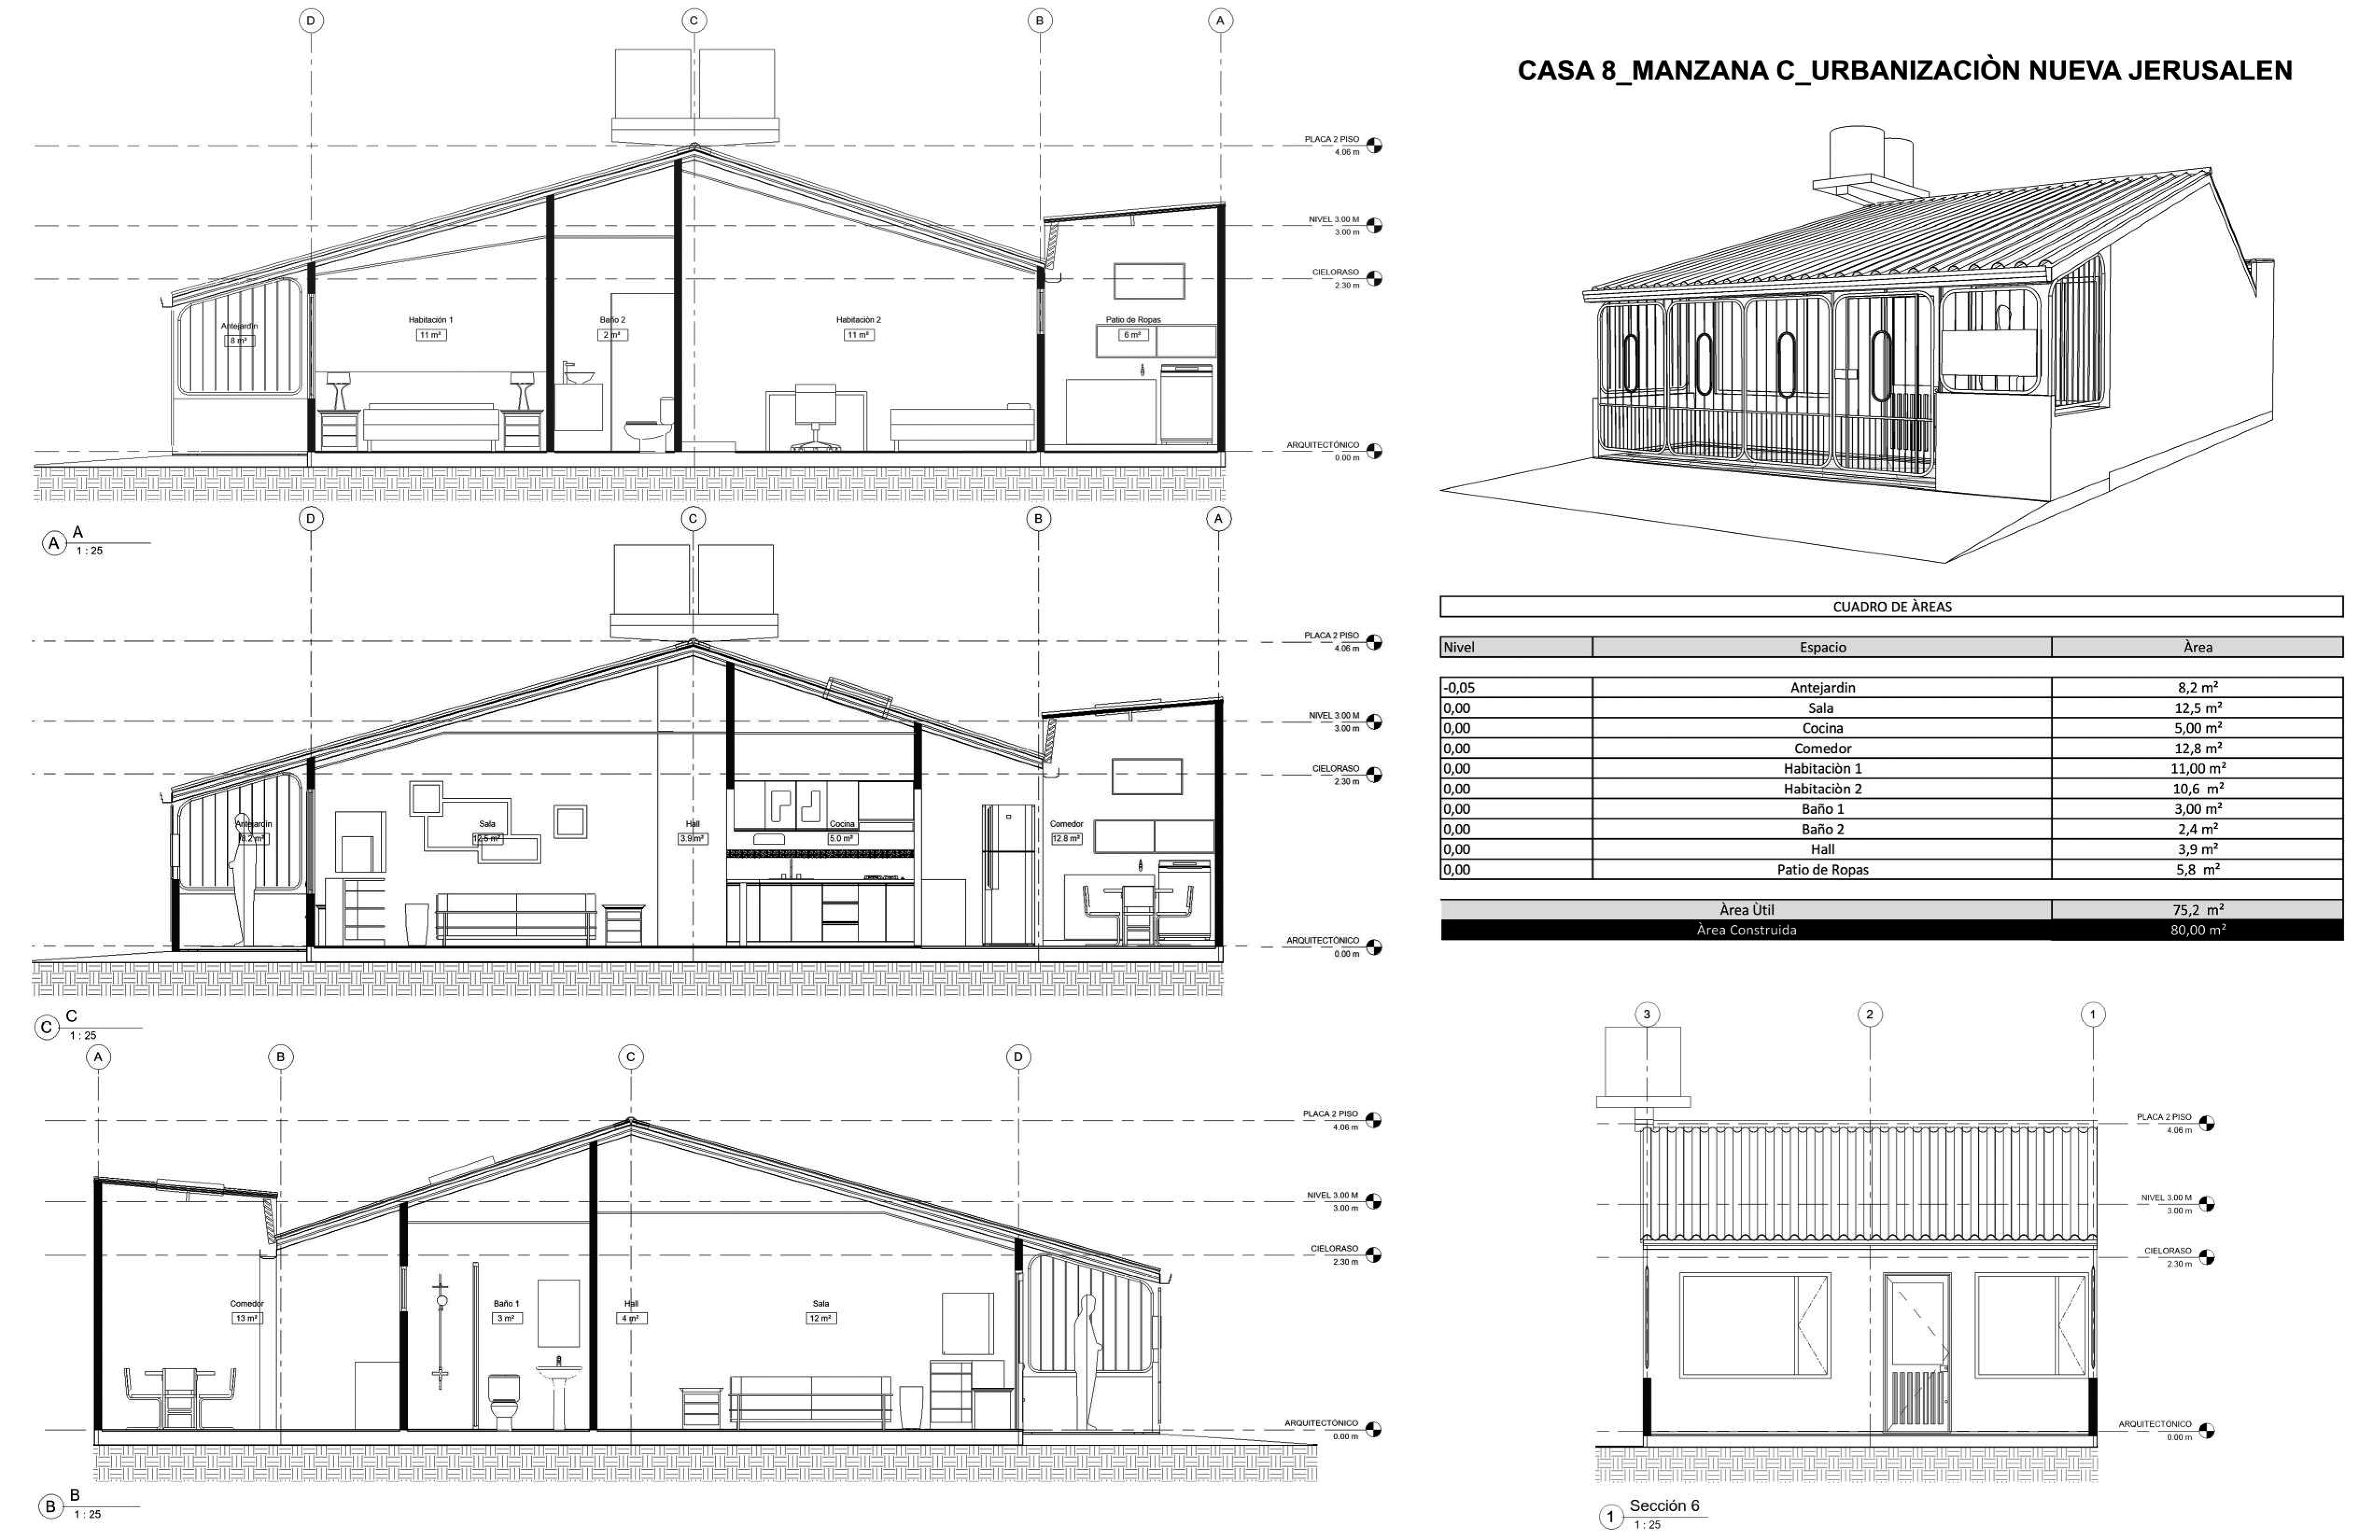 D
C
B
A
PLACA 2 PISO
4.06 m
NIVEL 3.00 M
3.00 m
CIELORASO
2.30 m
Antejardin
8 m²
Habitación 1
11 m²
Baño 2
2 m²
Habitaciòn 2
11 m²
Patio de Ropas
6 m²
ARQUITECTÓNICO
0.00 m
A
A
1 : 25
D
C
B
A
PLACA 2 PISO
4.06 m
NIVEL 3.00 M
3.00 m
CIELORASO
2.30 m
Antejardin
8.2 m²
Sala
12.5 m²
Hall
3.9 m²
Cocina
5.0 m²
Comedor
12.8 m²
ARQUITECTÓNICO
0.00 m
C
C
1 : 25
A
B
C
D
PLACA 2 PISO
4.06 m
NIVEL 3.00 M
3.00 m
CIELORASO
2.30 m
Comedor
13 m²
Baño 1
3 m²
Hall
4 m²
Sala
12 m²
ARQUITECTÓNICO
0.00 m
B
B
1 : 25
CASA 8_MANZANA C_URBANIZACIÒN NUEVA JERUSALEN
CUADRO DE ÀREAS
Nivel Espacio Àrea
-0,05 Antejardin 8,2 m²
0,00 Sala 12,5 m²
0,00 Cocina 5,00 m²
0,00 Comedor 12,8 m²
0,00 Habitaciòn 1 11,00 m²
0,00 Habitaciòn 2 10,6 m²
0,00 Baño 1 3,00 m²
0,00 Baño 2 2,4 m²
0,00 Hall 3,9 m²
0,00 Patio de Ropas 5,8 m²
Àrea Ùtil 75,2 m²
Àrea Construida 80,00 m²
3
2
1
PLACA 2 PISO
4.06 m
NIVEL 3.00 M
3.00 m
CIELORASO
2.30 m
ARQUITECTÓNICO
0.00 m
1
Sección 6
1 : 25